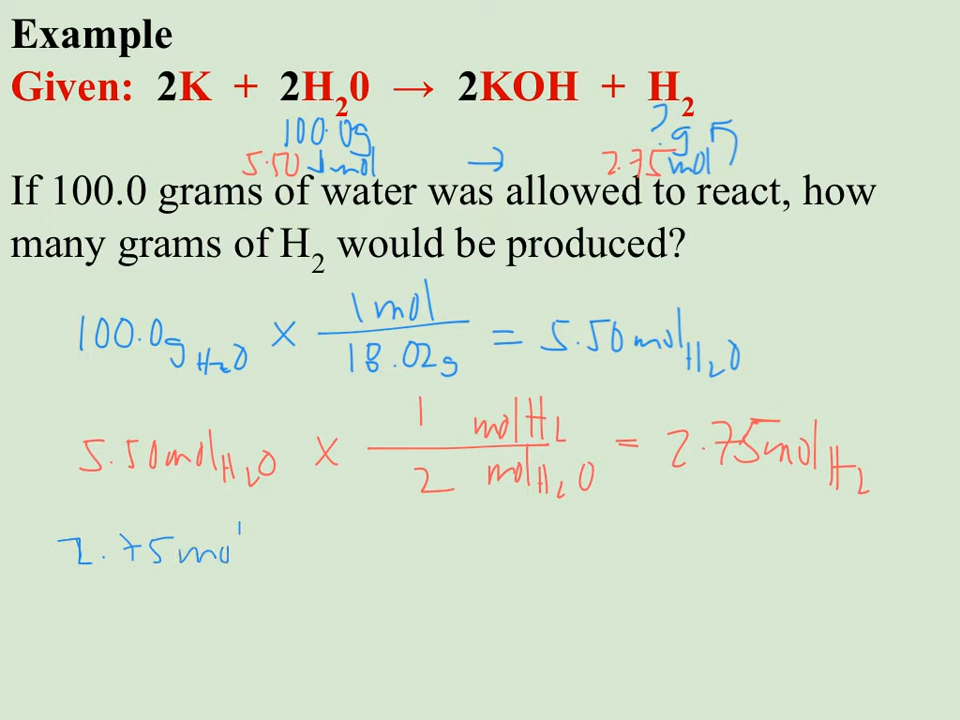 Example
Given: 2K + 2H₂0 → 2KOH + H₂
100.0g ? g
5.50 mol → 2.75 mol
If 100.0 grams of water was allowed to react, how
many grams of H₂ would be produced?
100.0g H₂O × 1 mol / 18.02g = 5.50 mol H₂O
5.50 mol H₂O × 1 mol H₂ / 2 mol H₂O = 2.75 mol H₂
2.75 mol